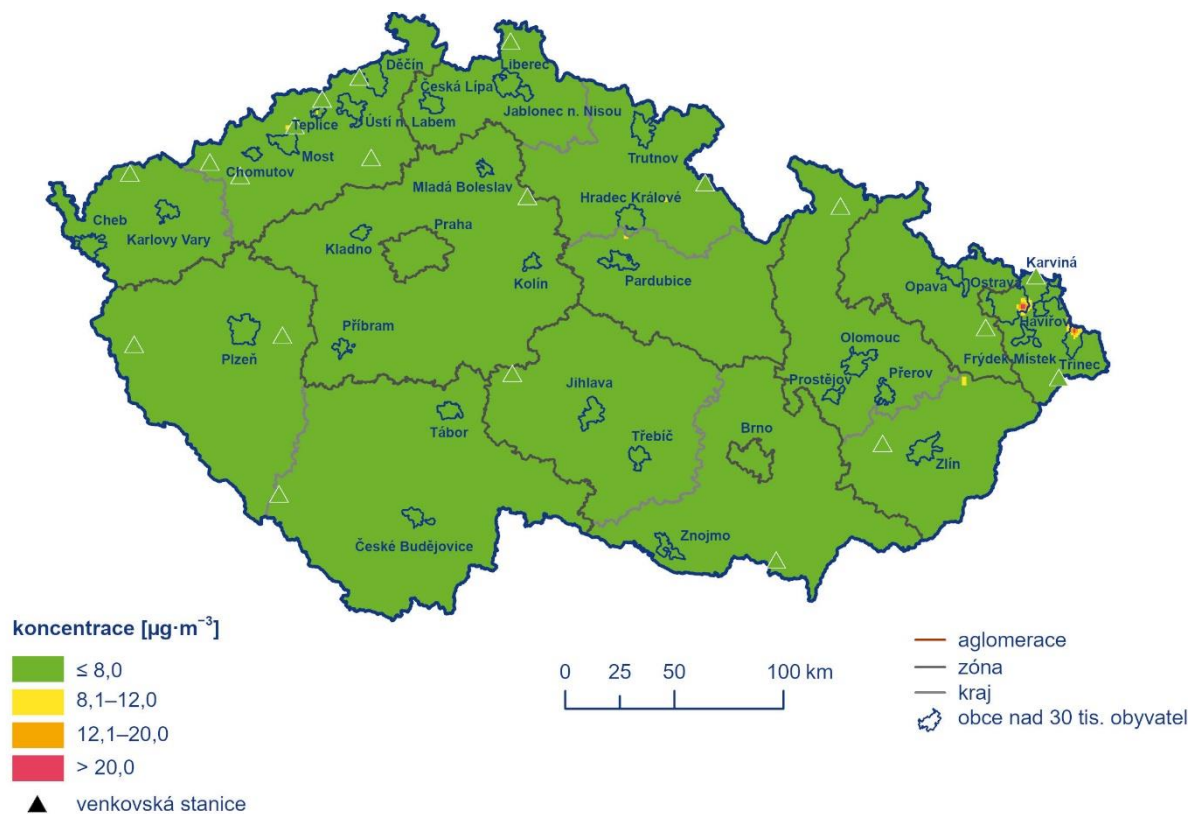 Děčín
Liberec
Česká Lípa
Jablonec n. Nisou
Teplice
Ústí n. Labem
Most
Chomutov
Trutnov
Mladá Boleslav
Hradec Králové
Cheb
Karlovy Vary
Kladno
Praha
Kolín
Pardubice
Karviná
Opava
Ostrava
Havířov
Plzeň
Příbram
Olomouc
Frýdek-Místek
Třinec
Prostějov
Přerov
Jihlava
Tábor
Třebíč
Brno
Zlín
České Budějovice
Znojmo
koncentrace [µg·m⁻³]
≤ 8,0
8,1–12,0
12,1–20,0
> 20,0
venkovská stanice
0 25 50 100 km
aglomerace
zóna
kraj
obce nad 30 tis. obyvatel